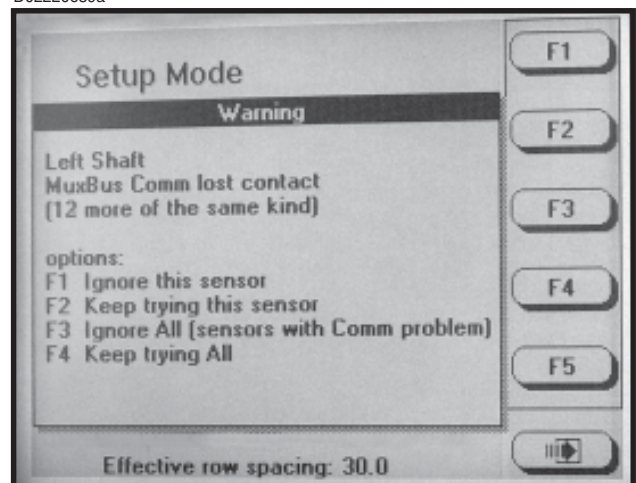 Setup Mode
Warning
Left Shaft
MuxBus Comm lost contact
(12 more of the same kind)
options:
F1 Ignore this sensor
F2 Keep trying this sensor
F3 Ignore All (sensors with Comm problem)
F4 Keep trying All
Effective row spacing: 30.0
F1
F2
F3
F4
F5